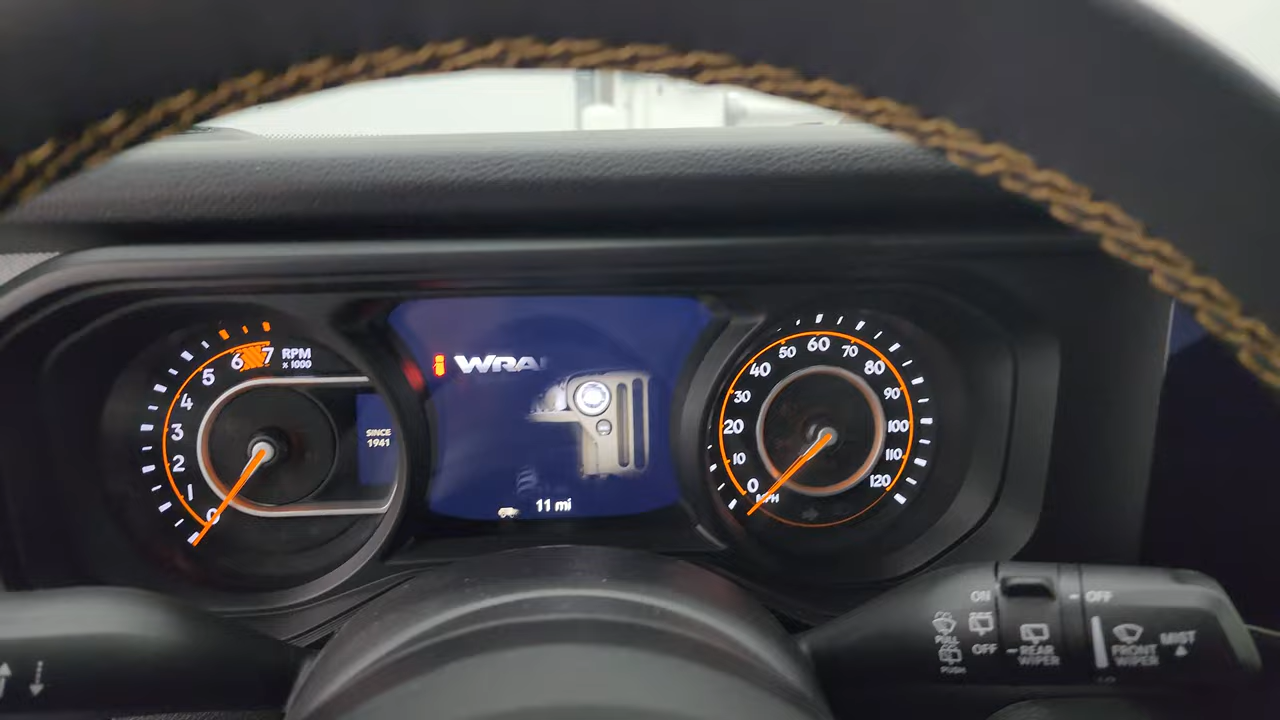 7
6
5
4
3
2
1
0
RPM
x 1000
SINCE
1941
WRA
11 mi
0
10
20
30
40
50
60
70
80
90
100
110
120
MPH
ON
OFF
PULL
PUSH
REAR
WIPER
OFF
FRONT
WIPER
MIST